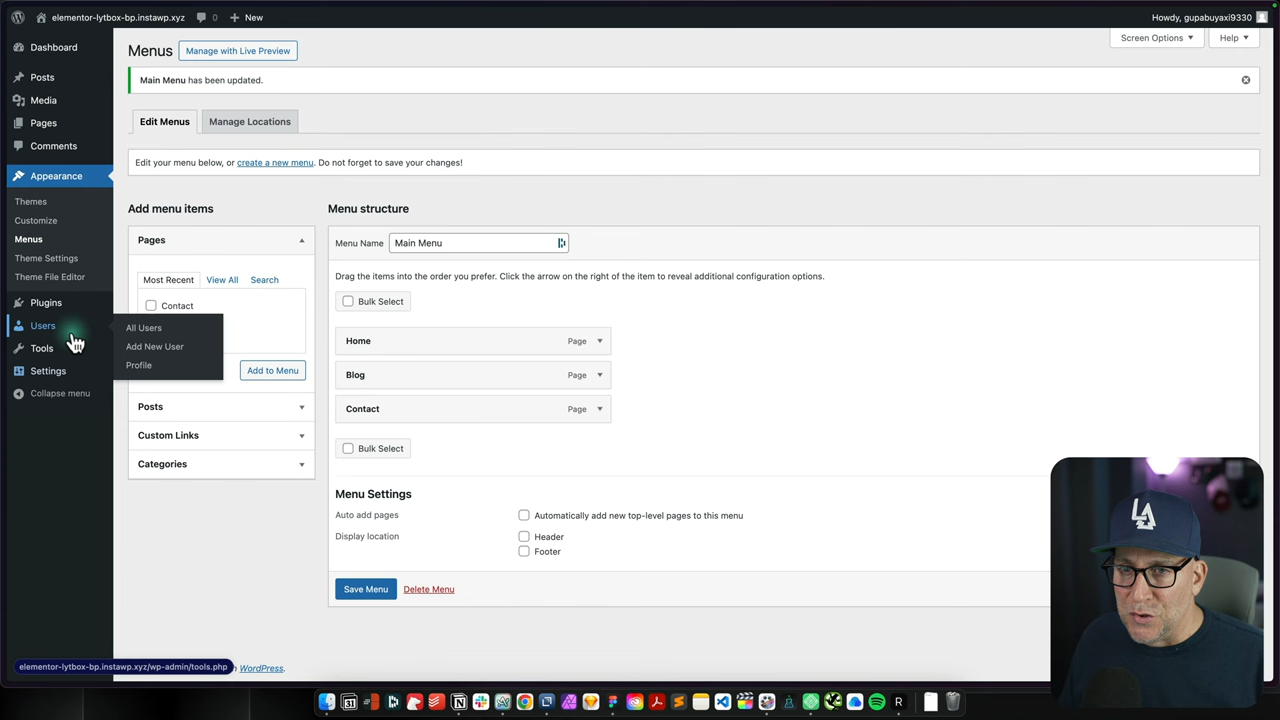 elementor-lytbox-bp.instawp.xyz 0 New Howdy, gupabuyaxi9330
Screen Options Help
Dashboard
Posts
Media
Pages
Comments
Appearance
Themes
Customize
Menus
Theme Settings
Theme File Editor
Plugins
Users
Tools
Settings
Collapse menu
All Users
Add New User
Profile
Menus Manage with Live Preview
Main Menu has been updated.
Edit Menus Manage Locations
Edit your menu below, or create a new menu. Do not forget to save your changes!
Add menu items
Pages
Most Recent View All Search
Contact
Add to Menu
Posts
Custom Links
Categories
Menu structure
Menu Name Main Menu
Drag the items into the order you prefer. Click the arrow on the right of the item to reveal additional configuration options.
Bulk Select
Home Page
Blog Page
Contact Page
Bulk Select
Menu Settings
Auto add pages Automatically add new top-level pages to this menu
Display location Header
Footer
Save Menu Delete Menu
elementor-lytbox-bp.instawp.xyz/wp-admin/tools.php
WordPress.
LA